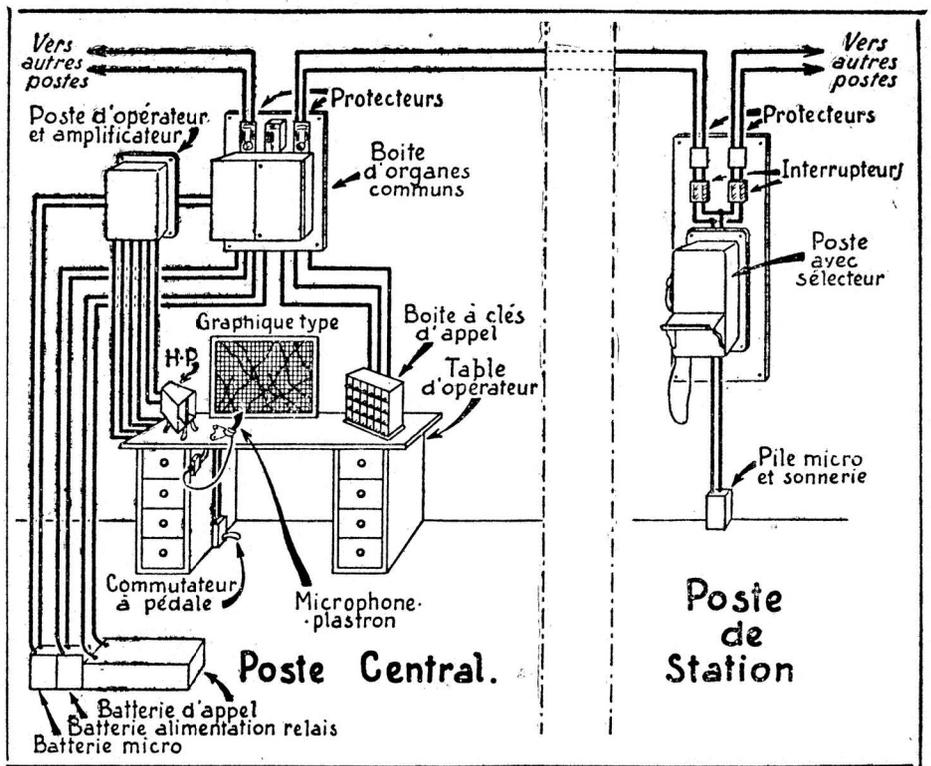 Vers
autres
postes
Vers
autres
postes
Protecteurs
Poste d'opérateur
et amplificateur
Boite
d'organes
communs
Protecteurs
Interrupteurs
Poste
avec
sélecteur
Graphique type
Boite à clés
d'appel
H.P.
Table
d'opérateur
Pile micro
et sonnerie
Commutateur
à pédale
Microphone-
-plastron
Poste
de
Station
Poste Central.
Batterie d'appel
Batterie alimentation relais
Batterie micro